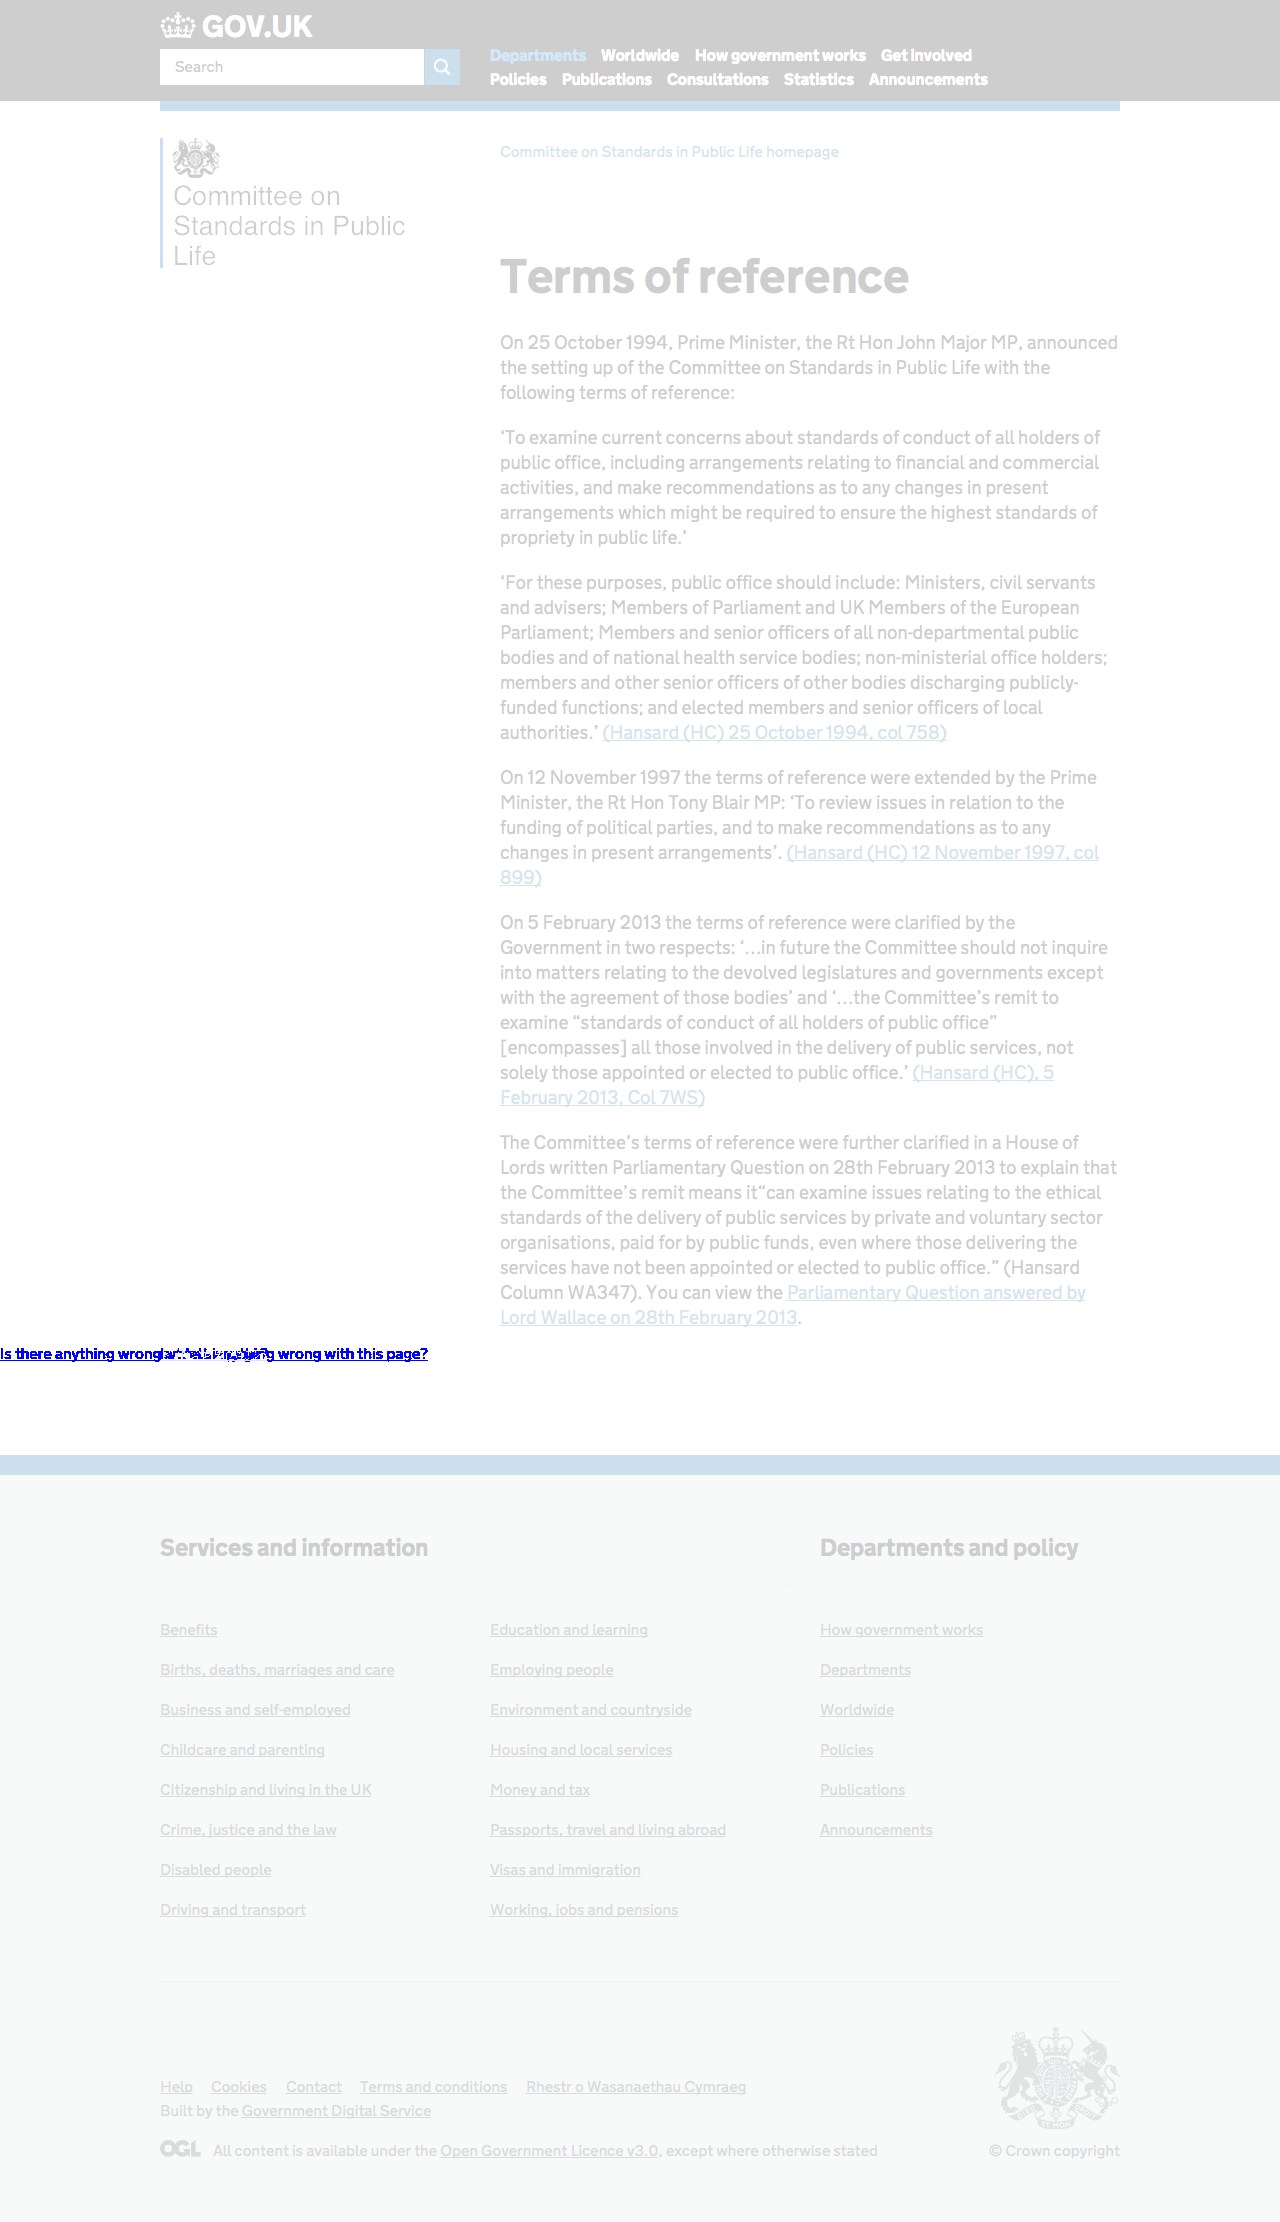 GOV.UK
Search
Departments Worldwide How government works Get involved
Policies Publications Consultations Statistics Announcements
Committee on
Standards in Public
Life
Committee on Standards in Public Life homepage
Terms of reference
On 25 October 1994, Prime Minister, the Rt Hon John Major MP, announced
the setting up of the Committee on Standards in Public Life with the
following terms of reference:
‘To examine current concerns about standards of conduct of all holders of
public office, including arrangements relating to financial and commercial
activities, and make recommendations as to any changes in present
arrangements which might be required to ensure the highest standards of
propriety in public life.’
‘For these purposes, public office should include: Ministers, civil servants
and advisers; Members of Parliament and UK Members of the European
Parliament; Members and senior officers of all non-departmental public
bodies and of national health service bodies; non-ministerial office holders;
members and other senior officers of other bodies discharging publicly-
funded functions; and elected members and senior officers of local
authorities.’ (Hansard (HC) 25 October 1994, col 758)
On 12 November 1997 the terms of reference were extended by the Prime
Minister, the Rt Hon Tony Blair MP: ‘To review issues in relation to the
funding of political parties, and to make recommendations as to any
changes in present arrangements’. (Hansard (HC) 12 November 1997, col
899)
On 5 February 2013 the terms of reference were clarified by the
Government in two respects: ‘…in future the Committee should not inquire
into matters relating to the devolved legislatures and governments except
with the agreement of those bodies’ and ‘…the Committee’s remit to
examine “standards of conduct of all holders of public office”
[encompasses] all those involved in the delivery of public services, not
solely those appointed or elected to public office.’ (Hansard (HC), 5
February 2013, Col 7WS)
The Committee’s terms of reference were further clarified in a House of
Lords written Parliamentary Question on 28th February 2013 to explain that
the Committee’s remit means it“can examine issues relating to the ethical
standards of the delivery of public services by private and voluntary sector
organisations, paid for by public funds, even where those delivering the
services have not been appointed or elected to public office.” (Hansard
Column WA347). You can view the Parliamentary Question answered by
Lord Wallace on 28th February 2013.
Is there anything wrong wrong with this page?
Services and information
Departments and policy
Benefits
Births, deaths, marriages and care
Business and self-employed
Childcare and parenting
Citizenship and living in the UK
Crime, justice and the law
Disabled people
Driving and transport
Education and learning
Employing people
Environment and countryside
Housing and local services
Money and tax
Passports, travel and living abroad
Visas and immigration
Working, jobs and pensions
How government works
Departments
Worldwide
Policies
Publications
Announcements
Help Cookies Contact Terms and conditions Rhestr o Wasanaethau Cymraeg
Built by the Government Digital Service
OGL All content is available under the Open Government Licence v3.0, except where otherwise stated
© Crown copyright